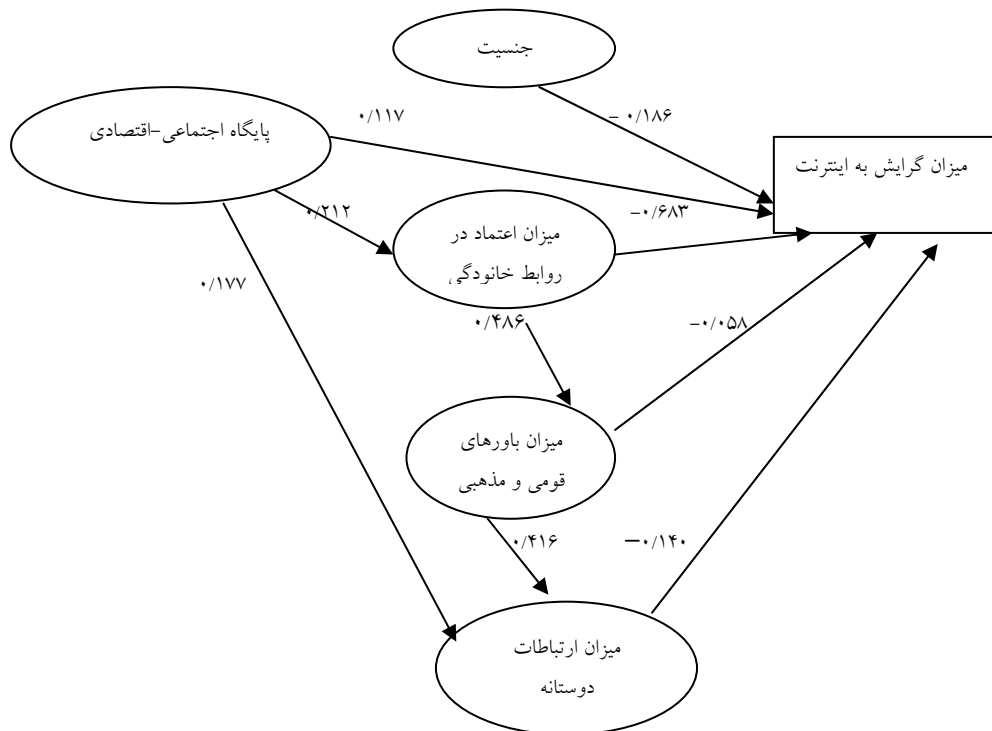 جنسیت
۰/۱۱۷
– ۰/۱۸۶
پایگاه اجتماعی–اقتصادی
میزان گرایش به اینترنت
۰/۲۱۲
–۰/۶۸۳
میزان اعتماد در
روابط خانودگی
۰/۱۷۷
۰/۴۸۶
–۰/۰۵۸
میزان باورهای
قومی و مذهبی
۰/۴۱۶
–۰/۱۴۰
میزان ارتباطات
دوستانه